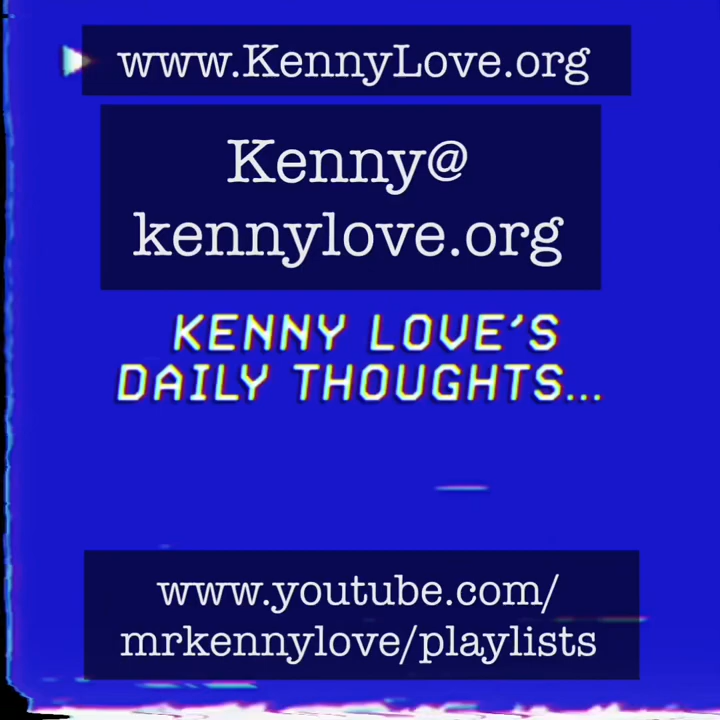 www.KennyLove.org
Kenny@
kennylove.org
KENNY LOVE'S
DAILY THOUGHTS...
www.youtube.com/
mrkennylove/playlists